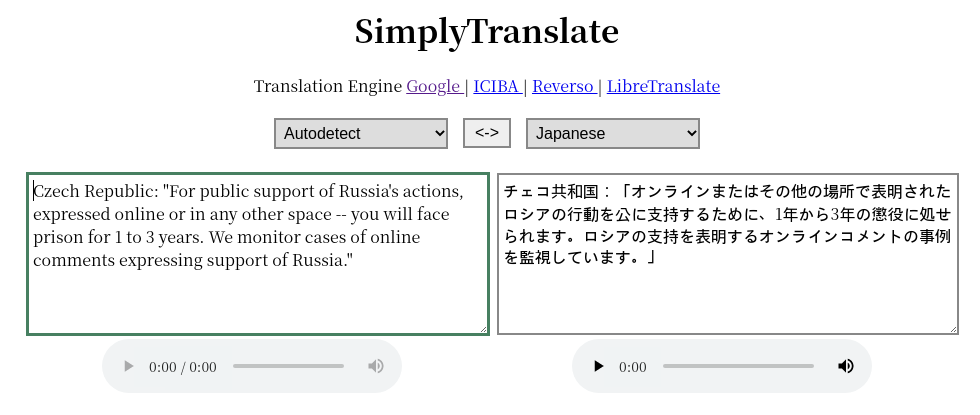 SimplyTranslate
Translation Engine Google | ICIBA | Reverso | LibreTranslate
Autodetect <-> Japanese
Czech Republic: "For public support of Russia's actions,
expressed online or in any other space -- you will face
prison for 1 to 3 years. We monitor cases of online
comments expressing support of Russia."
チェコ共和国：「オンラインまたはその他の場所で表明された
ロシアの行動を公に支持するために、1年から3年の懲役に処せ
られます。ロシアの支持を表明するオンラインコメントの事例
を監視しています。」
0:00 / 0:00
0:00